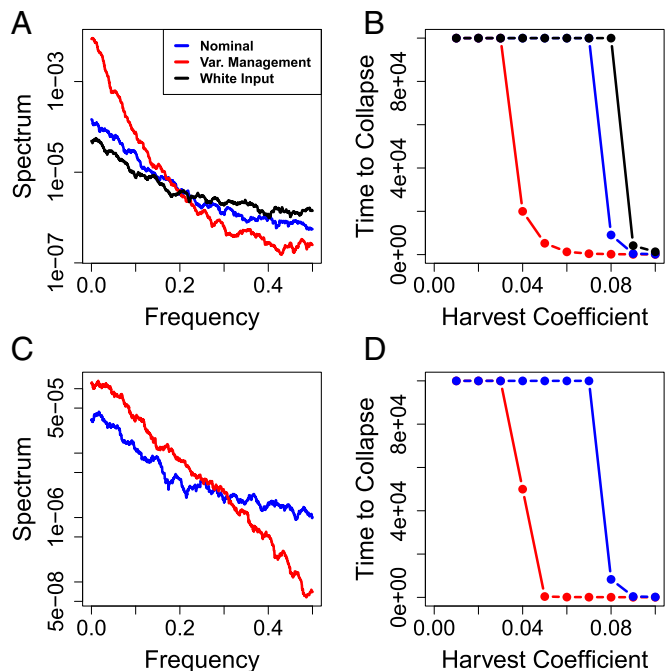 A
Spectrum
1e-03
1e-05
1e-07
Nominal
Var. Management
White Input
0.0 0.2 0.4
Frequency
B
Time to Collapse
8e+04
4e+04
0e+00
0.00 0.04 0.08
Harvest Coefficient
C
Spectrum
5e-05
1e-06
5e-08
0.0 0.2 0.4
Frequency
D
Time to Collapse
8e+04
4e+04
0e+00
0.00 0.04 0.08
Harvest Coefficient